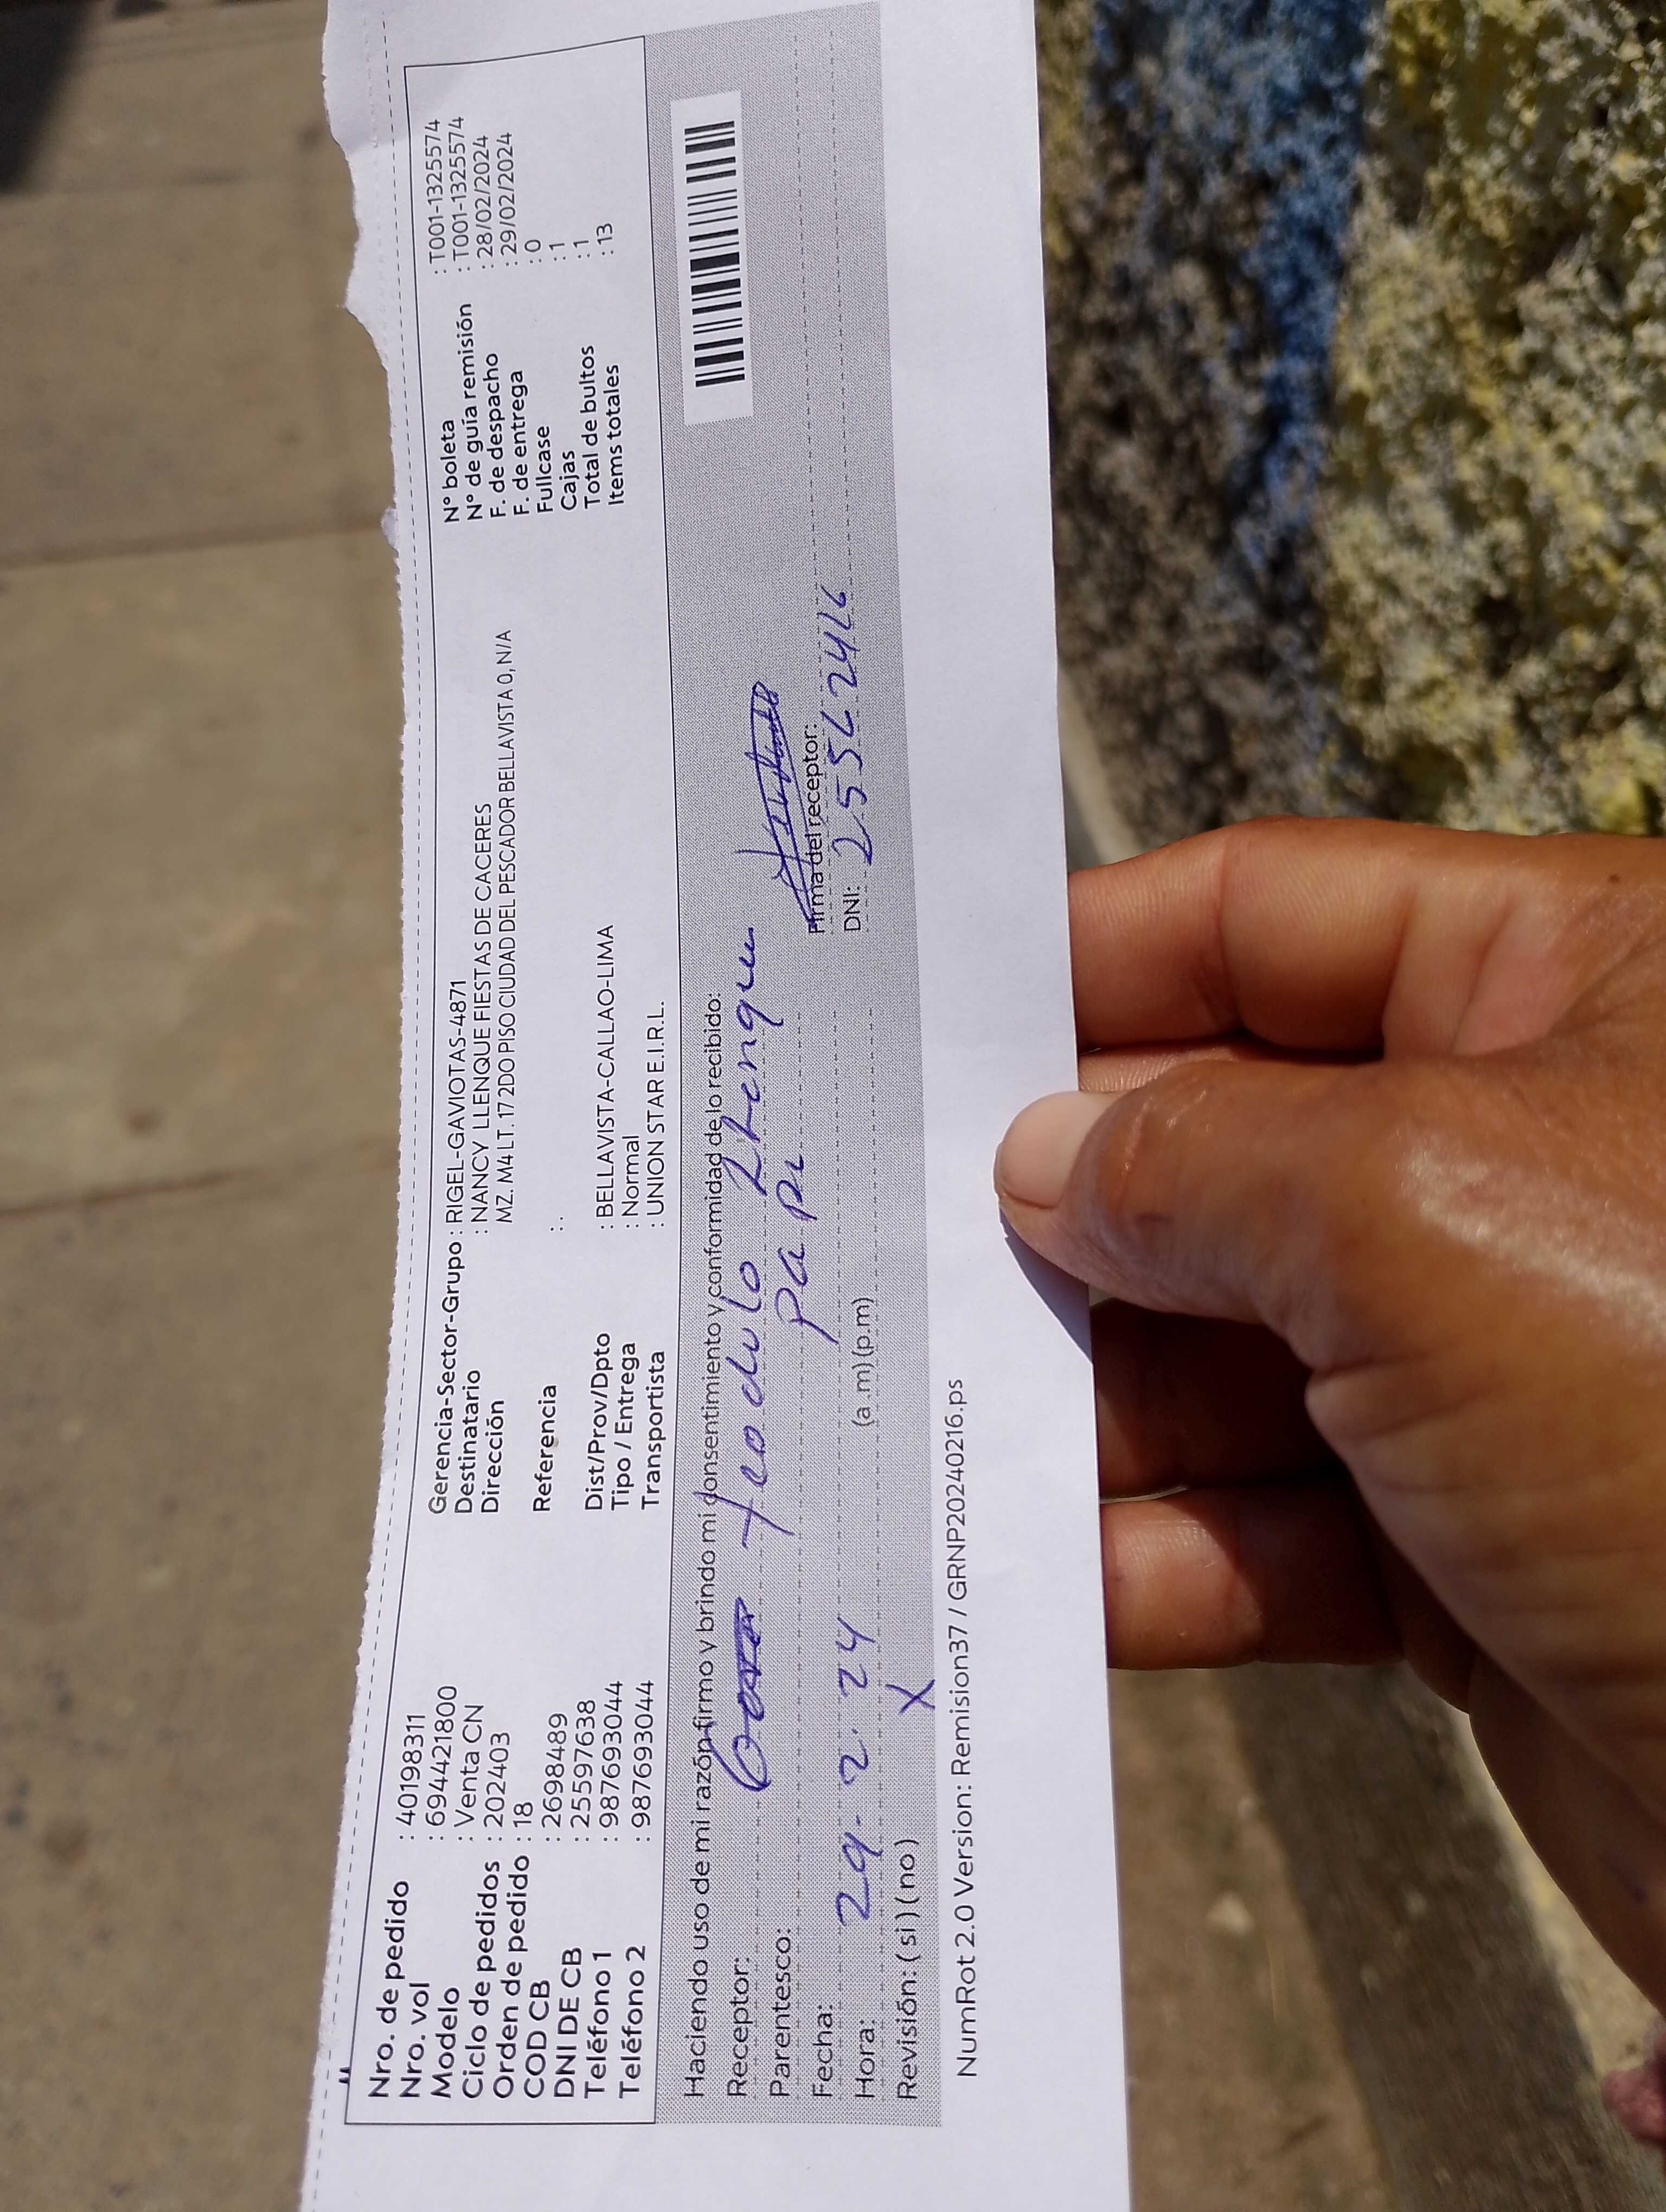 Nro. de pedido : 40198311
Nro. vol : 6944421800
Modelo : Venta CN
Ciclo de pedidos : 202403
Orden de pedido : 18
COD CB : 2698489
DNI DE CB : 25597638
Teléfono 1 : 987693044
Teléfono 2 : 987693044
Gerencia-Sector-Grupo : RIGEL-GAVIOTAS-4871
Destinatario : NANCY LLENQUE FIESTAS DE CACERES
Dirección MZ. M4 LT. 17 2DO PISO CIUDAD DEL PESCADOR BELLAVISTA 0, N/A
Referencia : .
Dist/Prov/Dpto : BELLAVISTA-CALLAO-LIMA
Tipo / Entrega : Normal
Transportista : UNION STAR E.I.R.L.
N° boleta : T001-1325574
N° de guía remisión : T001-1325574
F. de despacho : 28/02/2024
F. de entrega : 29/02/2024
Fullcase : 0
Cajas : 1
Total de bultos : 1
Items totales : 13
Haciendo uso de mi razón firmo y brindo mi consentimiento y conformidad de lo recibido:
Receptor: Teodulo Llenque
Parentesco: papi
Firma del receptor:
Fecha: 29. 2. 24
DNI:
Hora: (a.m) (p.m)
Revisión: ( si ) ( no ) X
NumRot 2.0 Version: Remision37 / GRNP20240216.ps